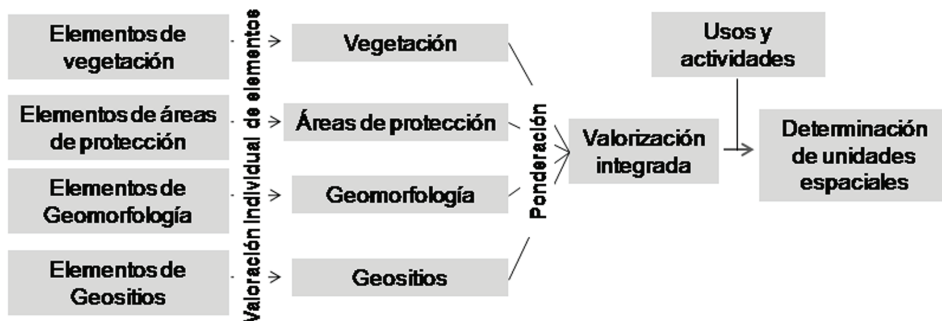 Elementos de
vegetación
Elementos de áreas
de protección
Elementos de
Geomorfología
Elementos de
Geositios
Valoración Individual de elementos
Vegetación
Áreas de protección
Geomorfología
Geositios
Ponderación
Valorización
integrada
Usos y
actividades
Determinación
de unidades
espaciales